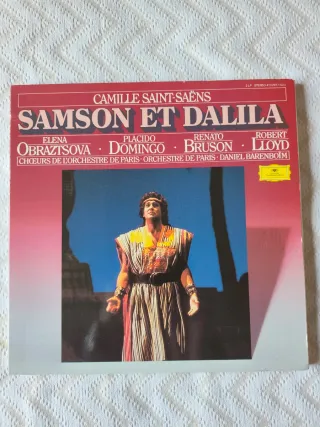 CAMILLE SAINT-SAËNS
SAMSON ET DALILA
ELENA PLACIDO RENATO ROBERT
OBRAZTSOVA · DOMINGO · BRUSON · LLOYD
CHŒURS DE L'ORCHESTRE DE PARIS · ORCHESTRE DE PARIS · DANIEL BARENBOÏM